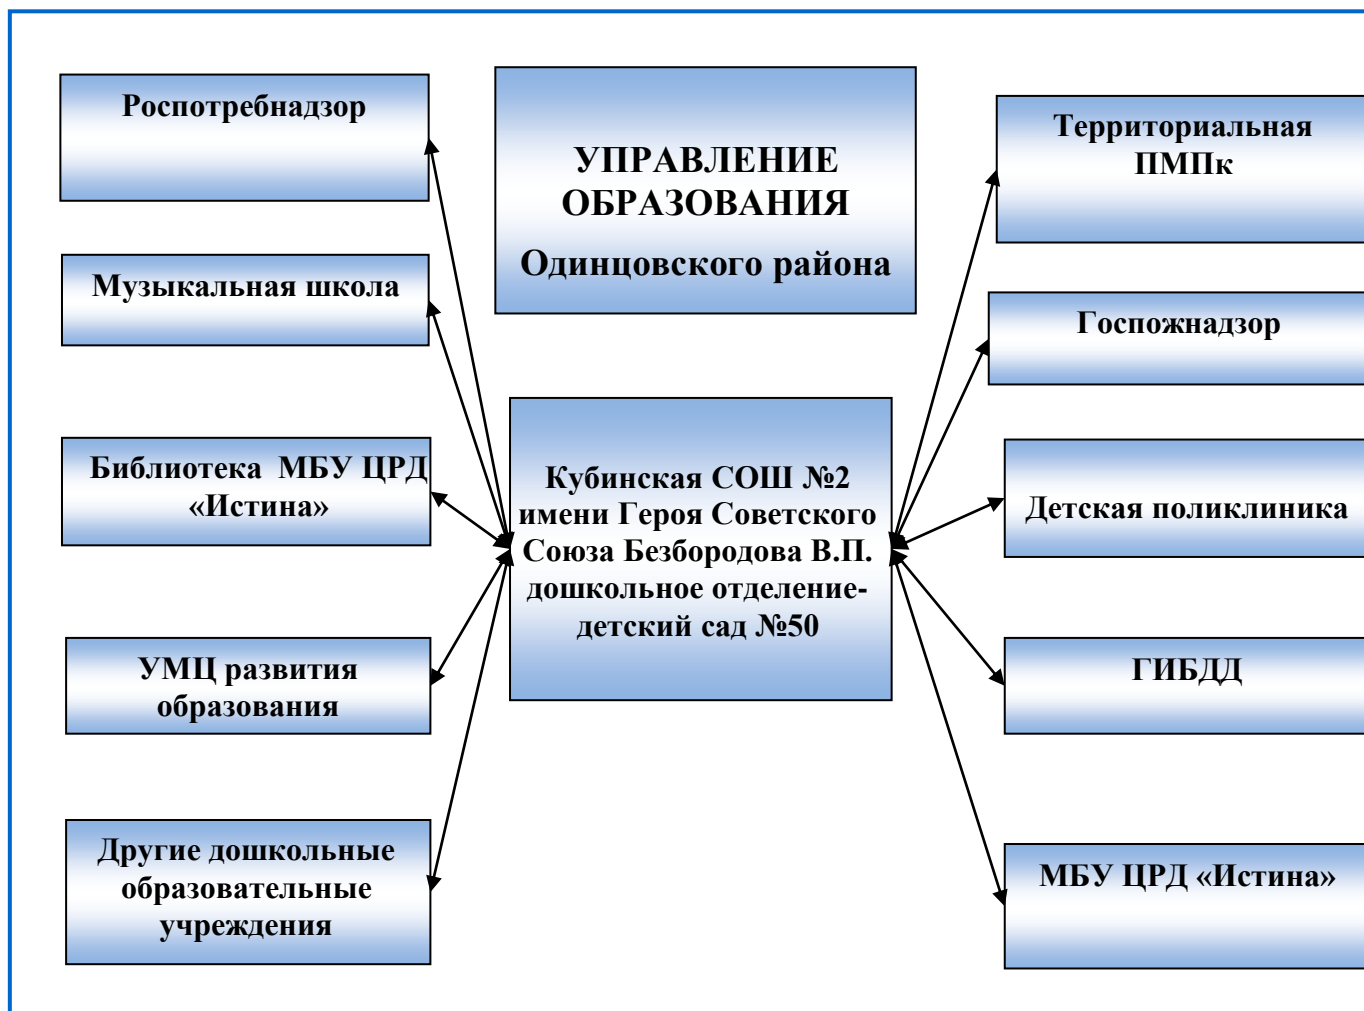 Роспотребнадзор
УПРАВЛЕНИЕ
ОБРАЗОВАНИЯ
Одинцовского района
Территориальная
ПМПк
Музыкальная школа
Госпожнадзор
Библиотека МБУ ЦРД
«Истина»
Кубинская СОШ №2
имени Героя Советского
Союза Безбородова В.П.
дошкольное отделение-
детский сад №50
Детская поликлиника
УМЦ развития
образования
ГИБДД
Другие дошкольные
образовательные
учреждения
МБУ ЦРД «Истина»